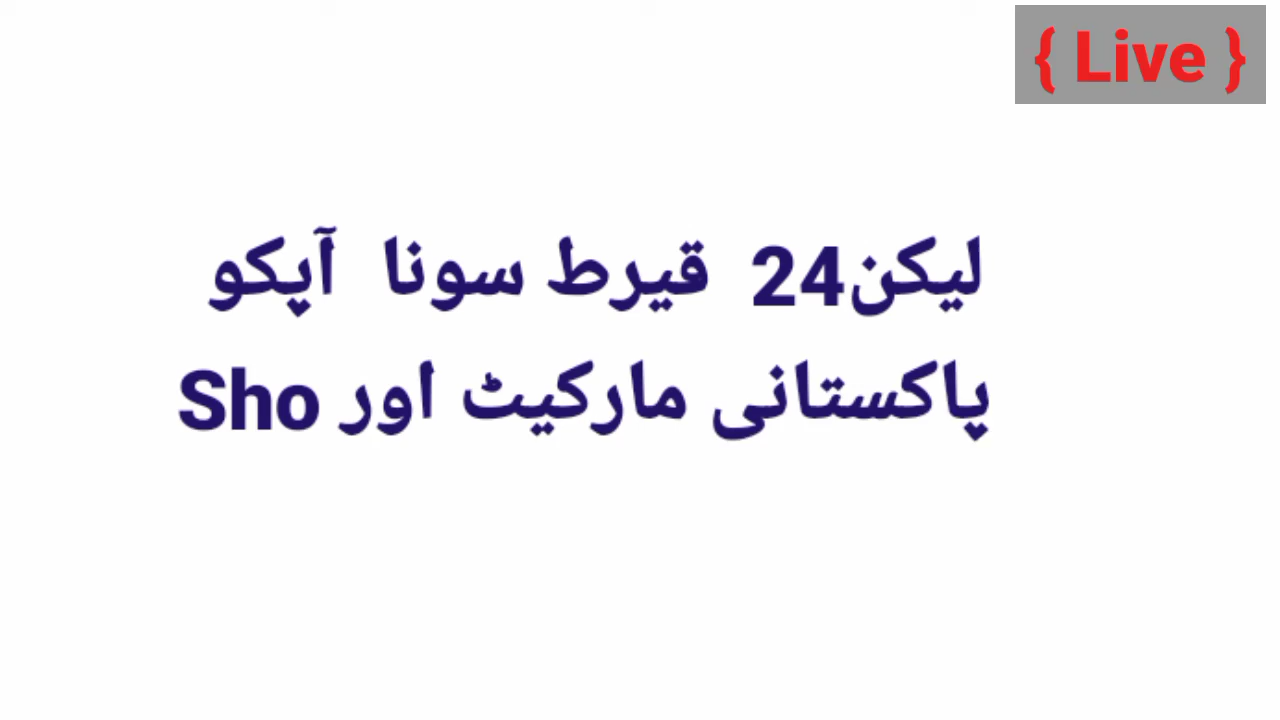 { Live }
لیکن24 قیرط سونا آپکو
پاکستانی مارکیٹ اور Sho